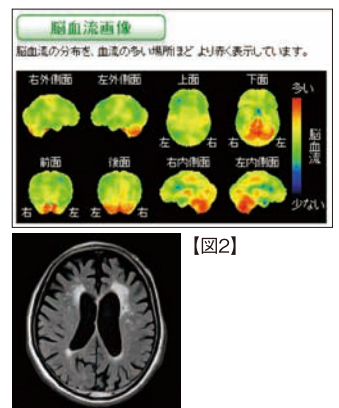 脳血流画像
脳血流の分布を、血流の多い場所ほど より赤く表示しています。
右外側面 左外側面 上面 下面
多い
左 右 右 左
脳血流
前面 後面 右内側面 左内側面
少ない
右 左 左 右
【図2】